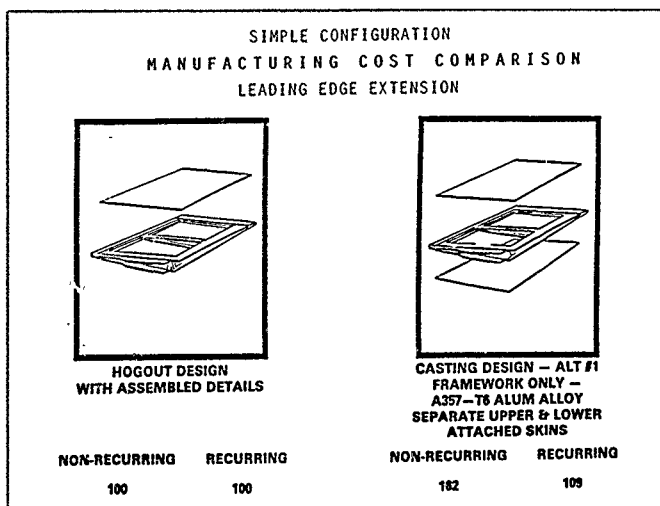 SIMPLE CONFIGURATION
MANUFACTURING COST COMPARISON
LEADING EDGE EXTENSION
HOGOUT DESIGN
WITH ASSEMBLED DETAILS
NON-RECURRING RECURRING
100 100
CASTING DESIGN — ALT #1
FRAMEWORK ONLY —
A357—T6 ALUM ALLOY
SEPARATE UPPER & LOWER
ATTACHED SKINS
NON-RECURRING RECURRING
182 109